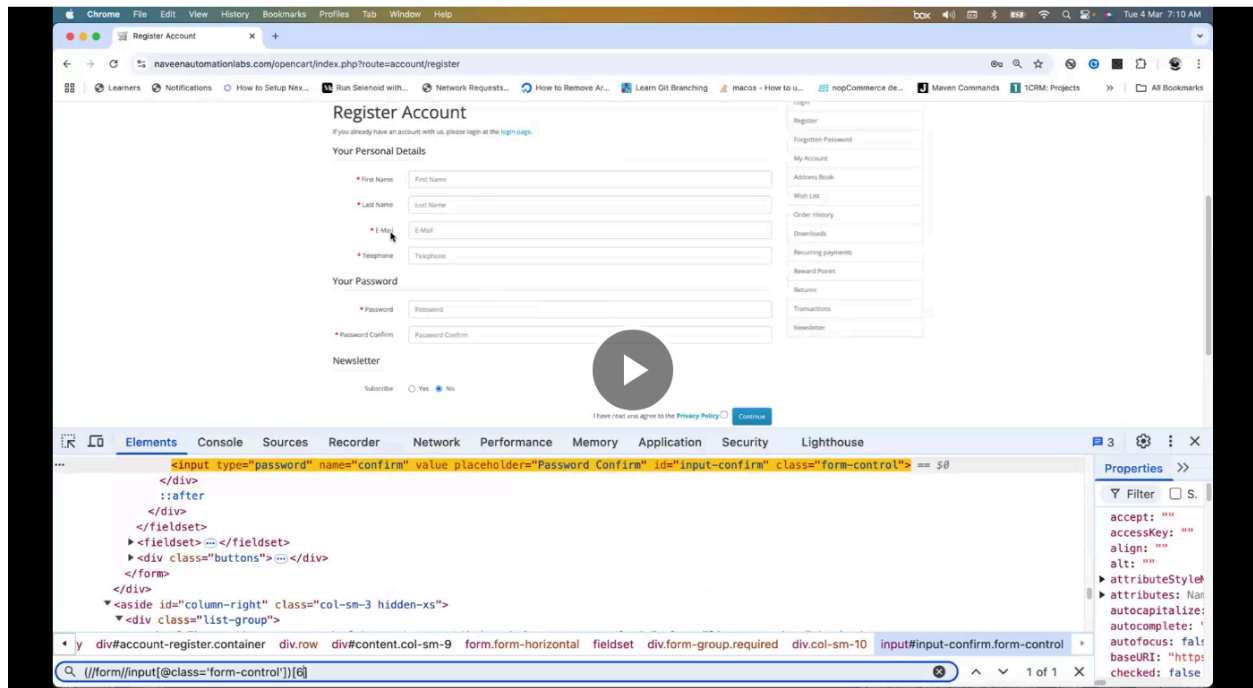 Chrome File Edit View History Bookmarks Profiles Tab Window Help
box Tue 4 Mar 7:10 AM
Register Account
naveenautomationlabs.com/opencart/index.php?route=account/register
Learners Notifications How to Setup Nex... Run Selenoid with... Network Requests... How to Remove Ar... Learn Git Branching macos - How to u... nopCommerce de... Maven Commands 1CRM: Projects » All Bookmarks
Register Account
If you already have an account with us, please login at the login page.
Your Personal Details
* First Name First Name
* Last Name Last Name
* E-Mail E-Mail
* Telephone Telephone
Your Password
* Password Password
* Password Confirm Password Confirm
Newsletter
Subscribe Yes No
I have read and agree to the Privacy Policy Continue
Login
Register
Forgotten Password
My Account
Address Book
Wish List
Order History
Downloads
Recurring payments
Reward Points
Returns
Transactions
Newsletter
Elements Console Sources Recorder Network Performance Memory Application Security Lighthouse 3
<input type="password" name="confirm" value placeholder="Password Confirm" id="input-confirm" class="form-control"> == $0
</div>
::after
</div>
</fieldset>
<fieldset>…</fieldset>
<div class="buttons">…</div>
</form>
</div>
<aside id="column-right" class="col-sm-3 hidden-xs">
<div class="list-group">
y div#account-register.container div.row div#content.col-sm-9 form.form-horizontal fieldset div.form-group.required div.col-sm-10 input#input-confirm.form-control
(//form//input[@class='form-control'])[6] 1 of 1
Properties »
Filter S.
accept: ""
accessKey: ""
align: ""
alt: ""
attributeStyleM
attributes: Nam
autocapitalize:
autocomplete: '
autofocus: fals
baseURI: "https
checked: false